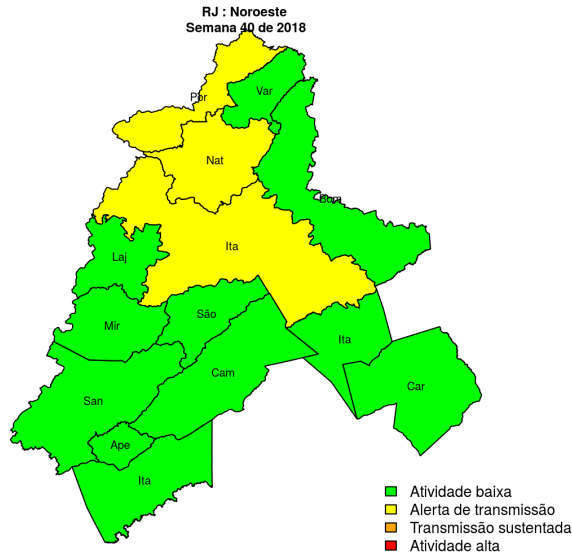 RJ : Noroeste
Semana 40 de 2018
Por
Var
Nat
Bom
Ita
Laj
São
Mir
Ita
Cam
Car
San
Ape
Ita
Atividade baixa
Alerta de transmissão
Transmissão sustentada
Atividade alta